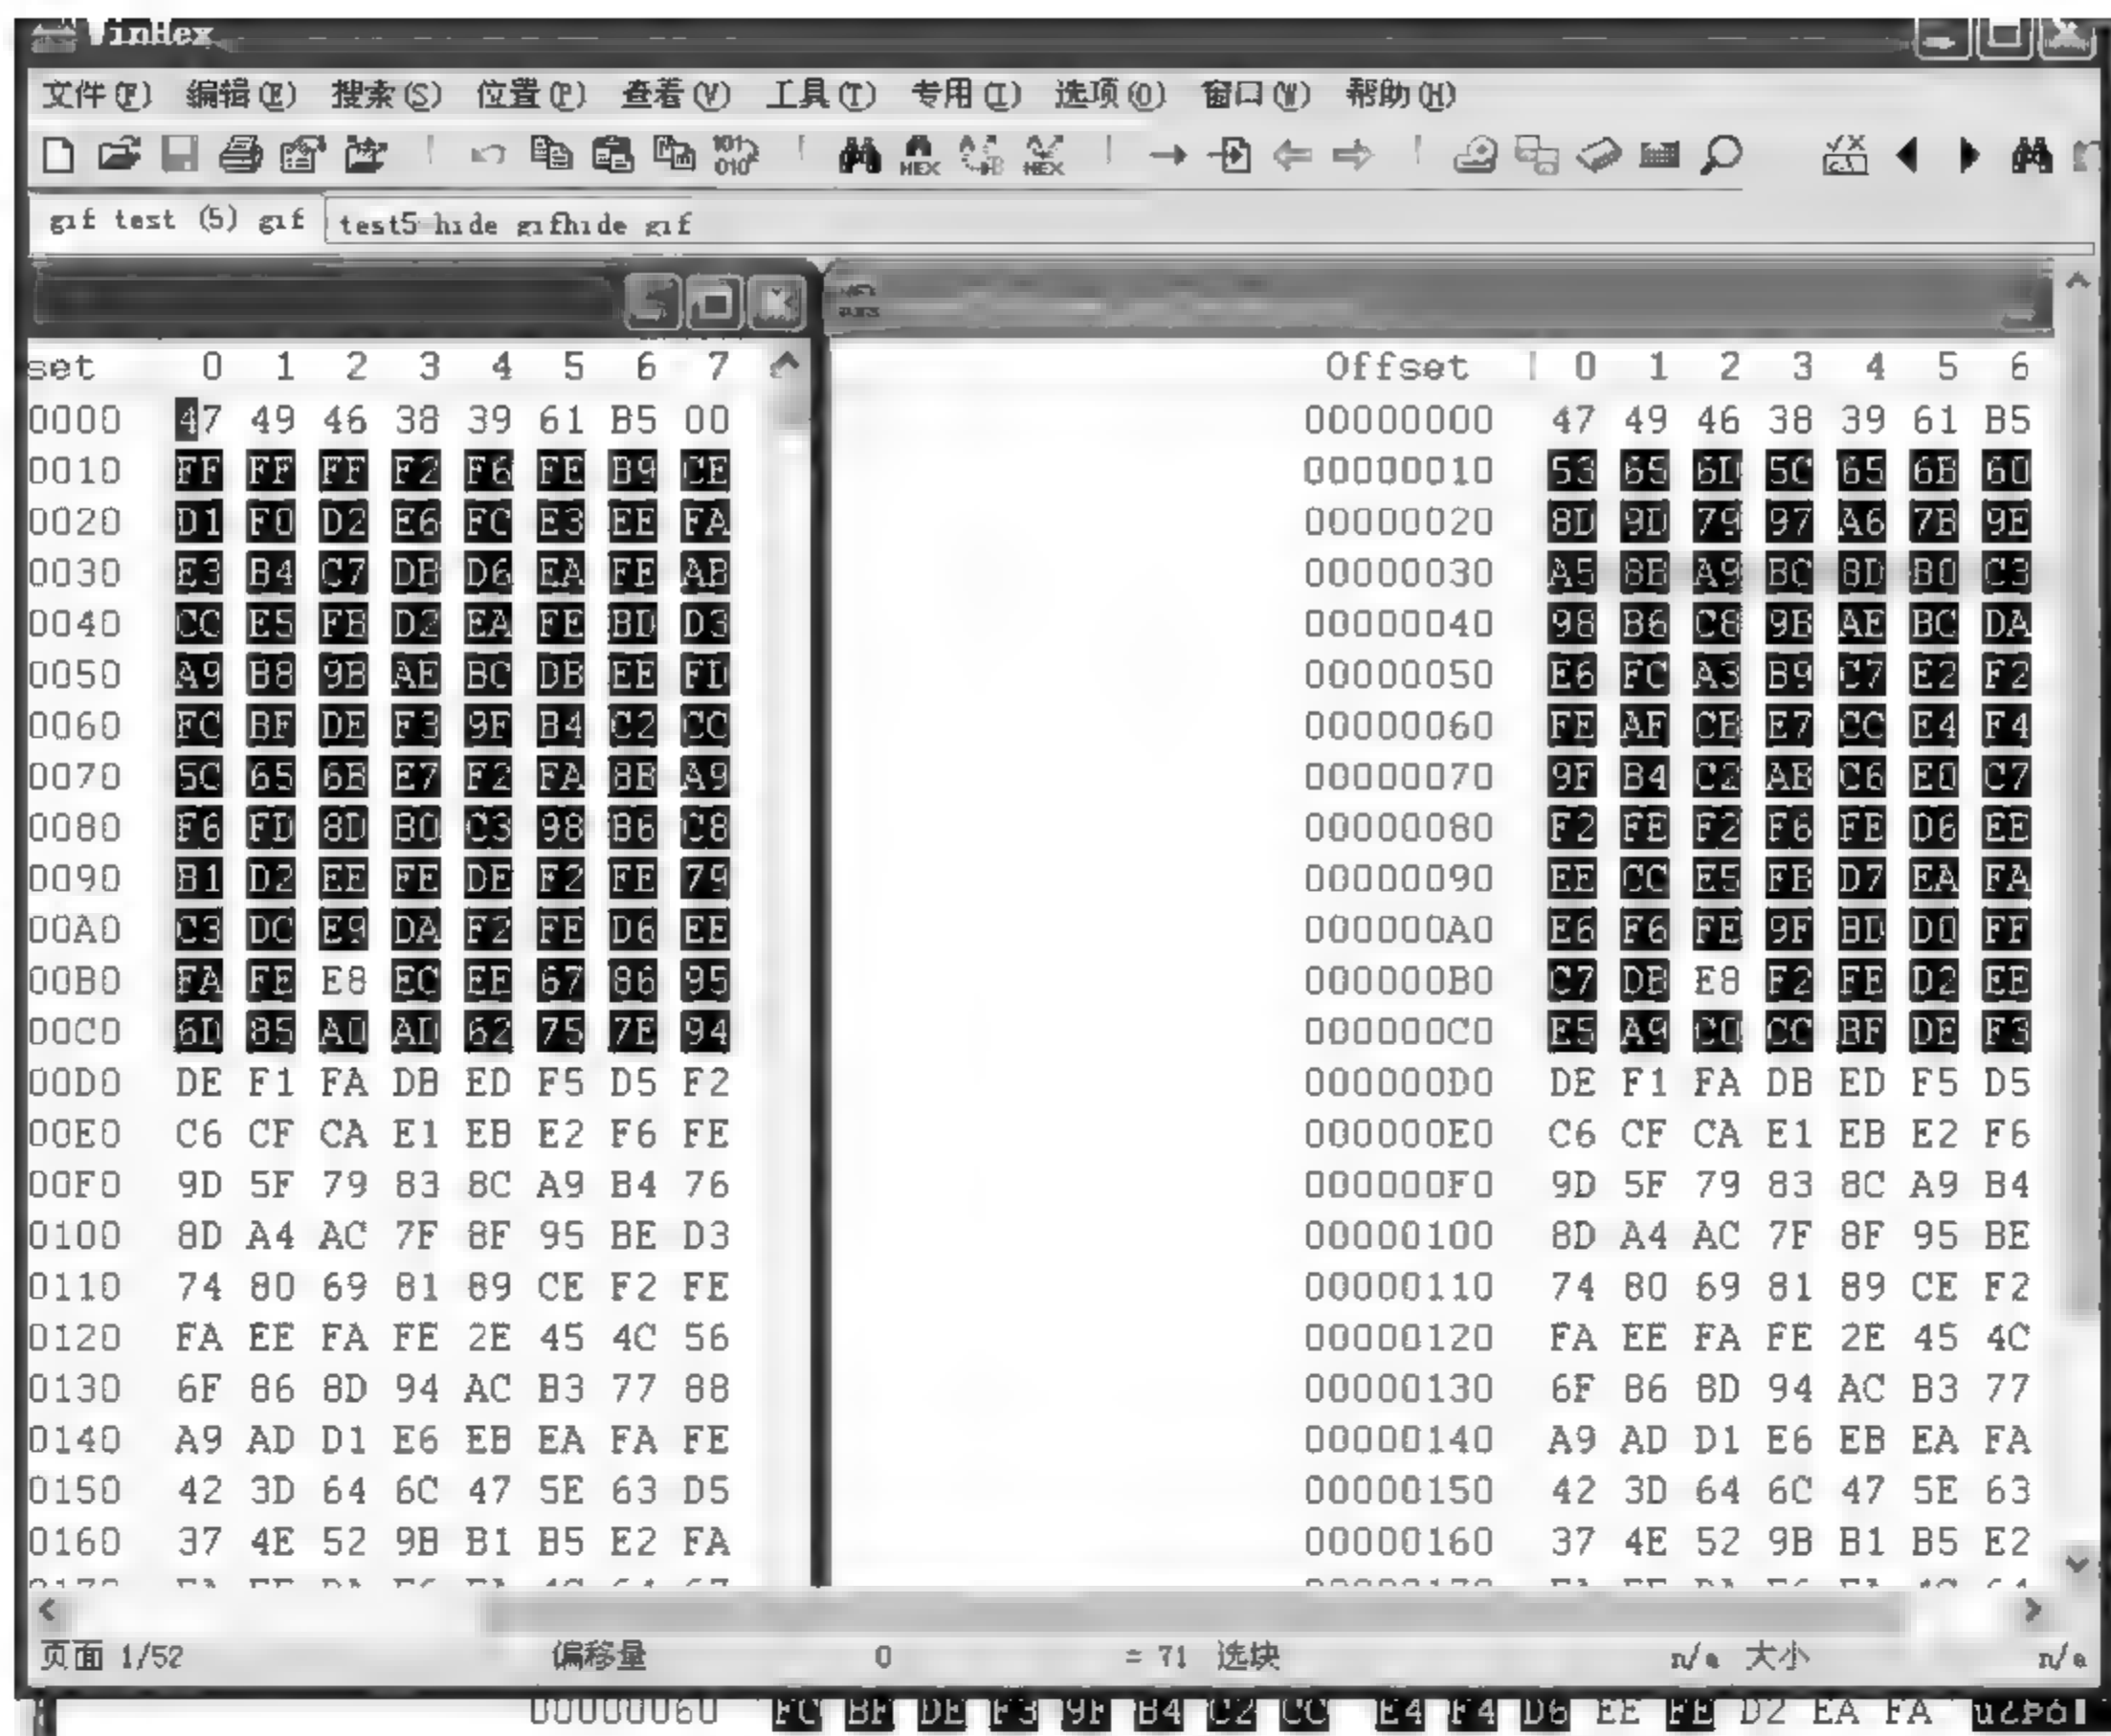 WinHex
文件(F) 编辑(E) 搜索(S) 位置(P) 查看(V) 工具(T) 专用(I) 选项(O) 窗口(W) 帮助(H)
gif test (5) gif test5 hide gifhide gif
set 0 1 2 3 4 5 6 7
0000 47 49 46 38 39 61 B5 00
0010 FF FF FF F2 F6 FE B9 CE
0020 D1 F0 D2 E6 FC E3 EE FA
0030 E3 B4 C7 DB D6 EA FE AB
0040 CC E5 FB D2 EA FE BD D3
0050 A9 B8 9B AE BC DB EE FD
0060 FC BF DE F3 9F B4 C2 CC
0070 5C 65 6B E7 F2 FA 8B A9
0080 F6 FD 8D B0 C3 98 B6 C8
0090 B1 D2 EE FE DE F2 FE 79
00A0 C3 DC E9 DA F2 FE D6 EE
00B0 FA FE E8 EC EE 67 86 95
00C0 6D 85 A0 AD 62 75 7E 94
00D0 DE F1 FA DB ED F5 D5 F2
00E0 C6 CF CA E1 EB E2 F6 FE
00F0 9D 5F 79 83 8C A9 B4 76
0100 8D A4 AC 7F 8F 95 BE D3
0110 74 80 69 81 89 CE F2 FE
0120 FA EE FA FE 2E 45 4C 56
0130 6F 86 8D 94 AC B3 77 88
0140 A9 AD D1 E6 EB EA FA FE
0150 42 3D 64 6C 47 5E 63 D5
0160 37 4E 52 9B B1 B5 E2 FA
Offset 0 1 2 3 4 5 6
00000000 47 49 46 38 39 61 B5
00000010 53 65 6D 5C 65 6B 60
00000020 8D 9D 79 97 A6 7B 9E
00000030 A5 8B A9 BC 8D B0 C3
00000040 98 B6 C8 9B AE BC DA
00000050 E6 FC A3 B9 C7 E2 F2
00000060 FE AF CB E7 CC E4 F4
00000070 9F B4 C2 AB C6 E0 C7
00000080 F2 FE F2 F6 FE D6 EE
00000090 EE CC E5 FB D7 EA FA
000000A0 E6 F6 FE 9F BD D0 FF
000000B0 C7 DB E8 F2 FE D2 EE
000000C0 E5 A9 C0 CC BF DE F3
000000D0 DE F1 FA DB ED F5 D5
000000E0 C6 CF CA E1 EB E2 F6
000000F0 9D 5F 79 83 8C A9 B4
00000100 8D A4 AC 7F 8F 95 BE
00000110 74 80 69 81 89 CE F2
00000120 FA EE FA FE 2E 45 4C
00000130 6F 86 8D 94 AC B3 77
00000140 A9 AD D1 E6 EB EA FA
00000150 42 3D 64 6C 47 5E 63
00000160 37 4E 52 9B B1 B5 E2
页面 1/52 偏移量 0 = 71 选块 n/a 大小 n/a
00000060 FC BF DE F3 9F B4 C2 CC E4 F4 D6 EE FE D2 EA FA